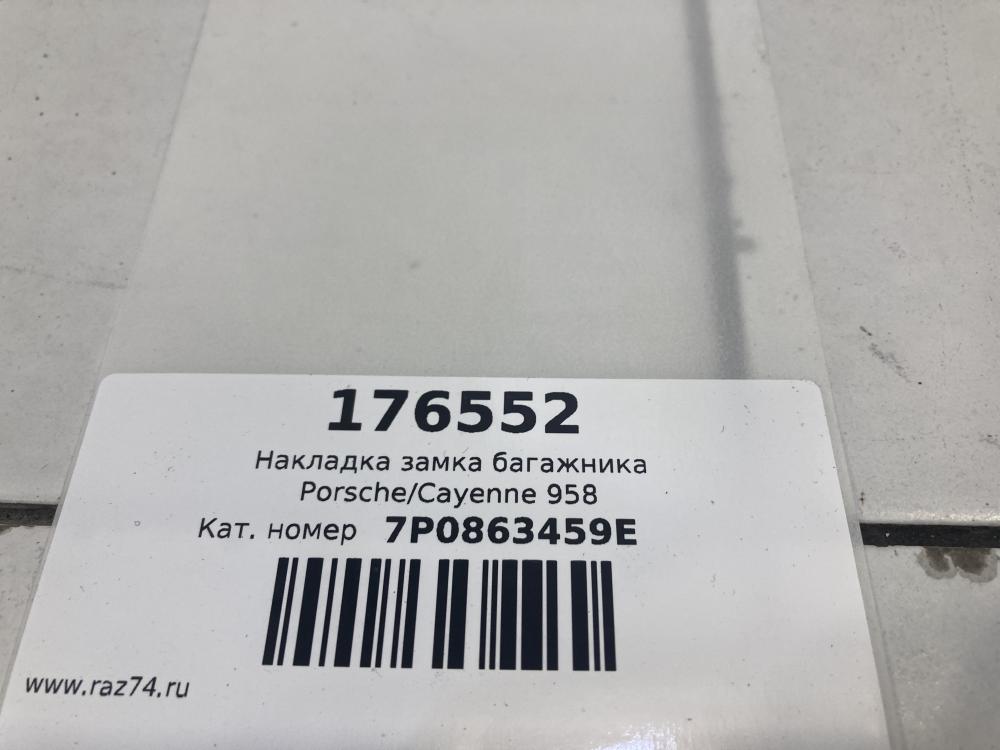 176552
Накладка замка багажника
Porsche/Cayenne 958
Кат. номер 7P0863459E
www.raz74.ru